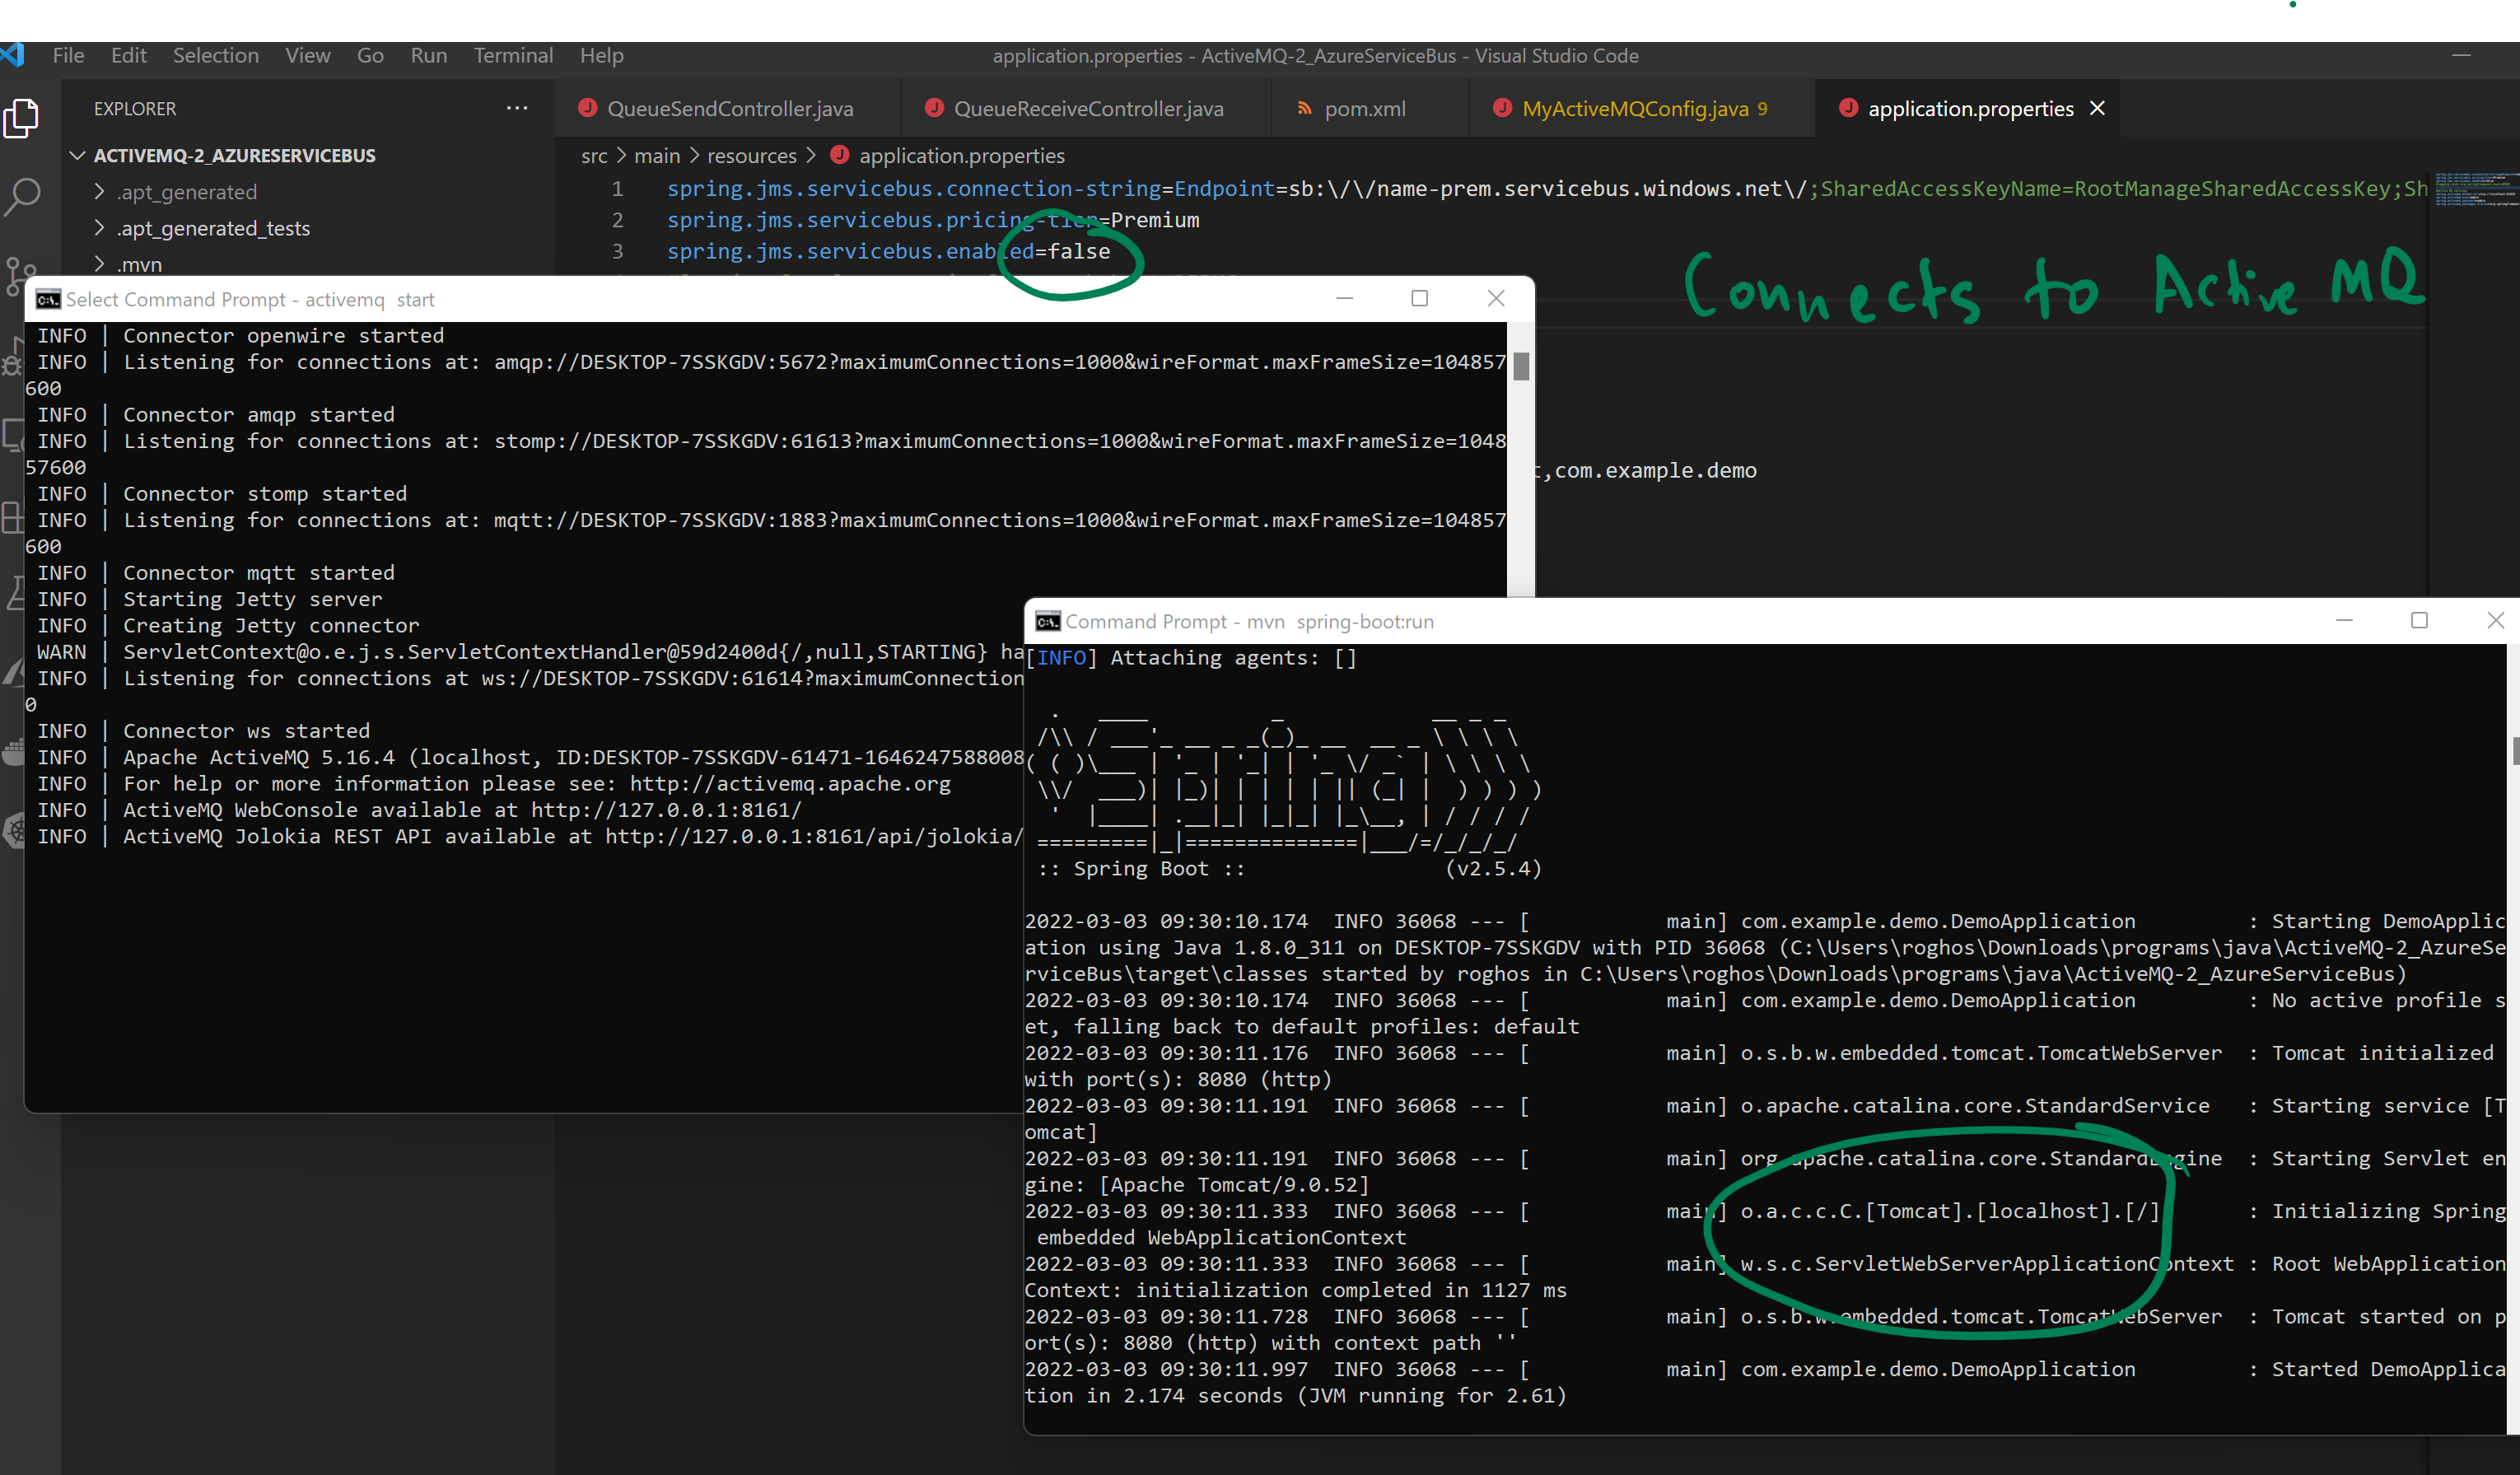 File Edit Selection View Go Run Terminal Help
application.properties - ActiveMQ-2_AzureServiceBus - Visual Studio Code
EXPLORER ···
ACTIVEMQ-2_AZURESERVICEBUS
.apt_generated
.apt_generated_tests
.mvn
QueueSendController.java
QueueReceiveController.java
pom.xml
MyActiveMQConfig.java 9
application.properties
src > main > resources > application.properties
1 spring.jms.servicebus.connection-string=Endpoint=sb:\/\/name-prem.servicebus.windows.net\/;SharedAccessKeyName=RootManageSharedAccessKey;Sh
2 spring.jms.servicebus.pricing-tier=Premium
3 spring.jms.servicebus.enabled=false
Connects to Active MQ
t,com.example.demo
Select Command Prompt - activemq start
INFO | Connector openwire started
INFO | Listening for connections at: amqp://DESKTOP-7SSKGDV:5672?maximumConnections=1000&wireFormat.maxFrameSize=104857
600
INFO | Connector amqp started
INFO | Listening for connections at: stomp://DESKTOP-7SSKGDV:61613?maximumConnections=1000&wireFormat.maxFrameSize=1048
57600
INFO | Connector stomp started
INFO | Listening for connections at: mqtt://DESKTOP-7SSKGDV:1883?maximumConnections=1000&wireFormat.maxFrameSize=104857
600
INFO | Connector mqtt started
INFO | Starting Jetty server
INFO | Creating Jetty connector
WARN | ServletContext@o.e.j.s.ServletContextHandler@59d2400d{/,null,STARTING} ha
INFO | Listening for connections at ws://DESKTOP-7SSKGDV:61614?maximumConnection
0
INFO | Connector ws started
INFO | Apache ActiveMQ 5.16.4 (localhost, ID:DESKTOP-7SSKGDV-61471-1646247588008
INFO | For help or more information please see: http://activemq.apache.org
INFO | ActiveMQ WebConsole available at http://127.0.0.1:8161/
INFO | ActiveMQ Jolokia REST API available at http://127.0.0.1:8161/api/jolokia/
Command Prompt - mvn spring-boot:run
[INFO] Attaching agents: []
Spring
:: Spring Boot :: (v2.5.4)
2022-03-03 09:30:10.174 INFO 36068 --- [ main] com.example.demo.DemoApplication : Starting DemoApplic
ation using Java 1.8.0_311 on DESKTOP-7SSKGDV with PID 36068 (C:\Users\roghos\Downloads\programs\java\ActiveMQ-2_AzureSe
rviceBus\target\classes started by roghos in C:\Users\roghos\Downloads\programs\java\ActiveMQ-2_AzureServiceBus)
2022-03-03 09:30:10.174 INFO 36068 --- [ main] com.example.demo.DemoApplication : No active profile s
et, falling back to default profiles: default
2022-03-03 09:30:11.176 INFO 36068 --- [ main] o.s.b.w.embedded.tomcat.TomcatWebServer : Tomcat initialized
with port(s): 8080 (http)
2022-03-03 09:30:11.191 INFO 36068 --- [ main] o.apache.catalina.core.StandardService : Starting service [T
omcat]
2022-03-03 09:30:11.191 INFO 36068 --- [ main] org.apache.catalina.core.StandardEngine : Starting Servlet en
gine: [Apache Tomcat/9.0.52]
2022-03-03 09:30:11.333 INFO 36068 --- [ main] o.a.c.c.C.[Tomcat].[localhost].[/] : Initializing Spring
embedded WebApplicationContext
2022-03-03 09:30:11.333 INFO 36068 --- [ main] w.s.c.ServletWebServerApplicationContext : Root WebApplication
Context: initialization completed in 1127 ms
2022-03-03 09:30:11.728 INFO 36068 --- [ main] o.s.b.w.embedded.tomcat.TomcatWebServer : Tomcat started on p
ort(s): 8080 (http) with context path ''
2022-03-03 09:30:11.997 INFO 36068 --- [ main] com.example.demo.DemoApplication : Started DemoApplica
tion in 2.174 seconds (JVM running for 2.61)